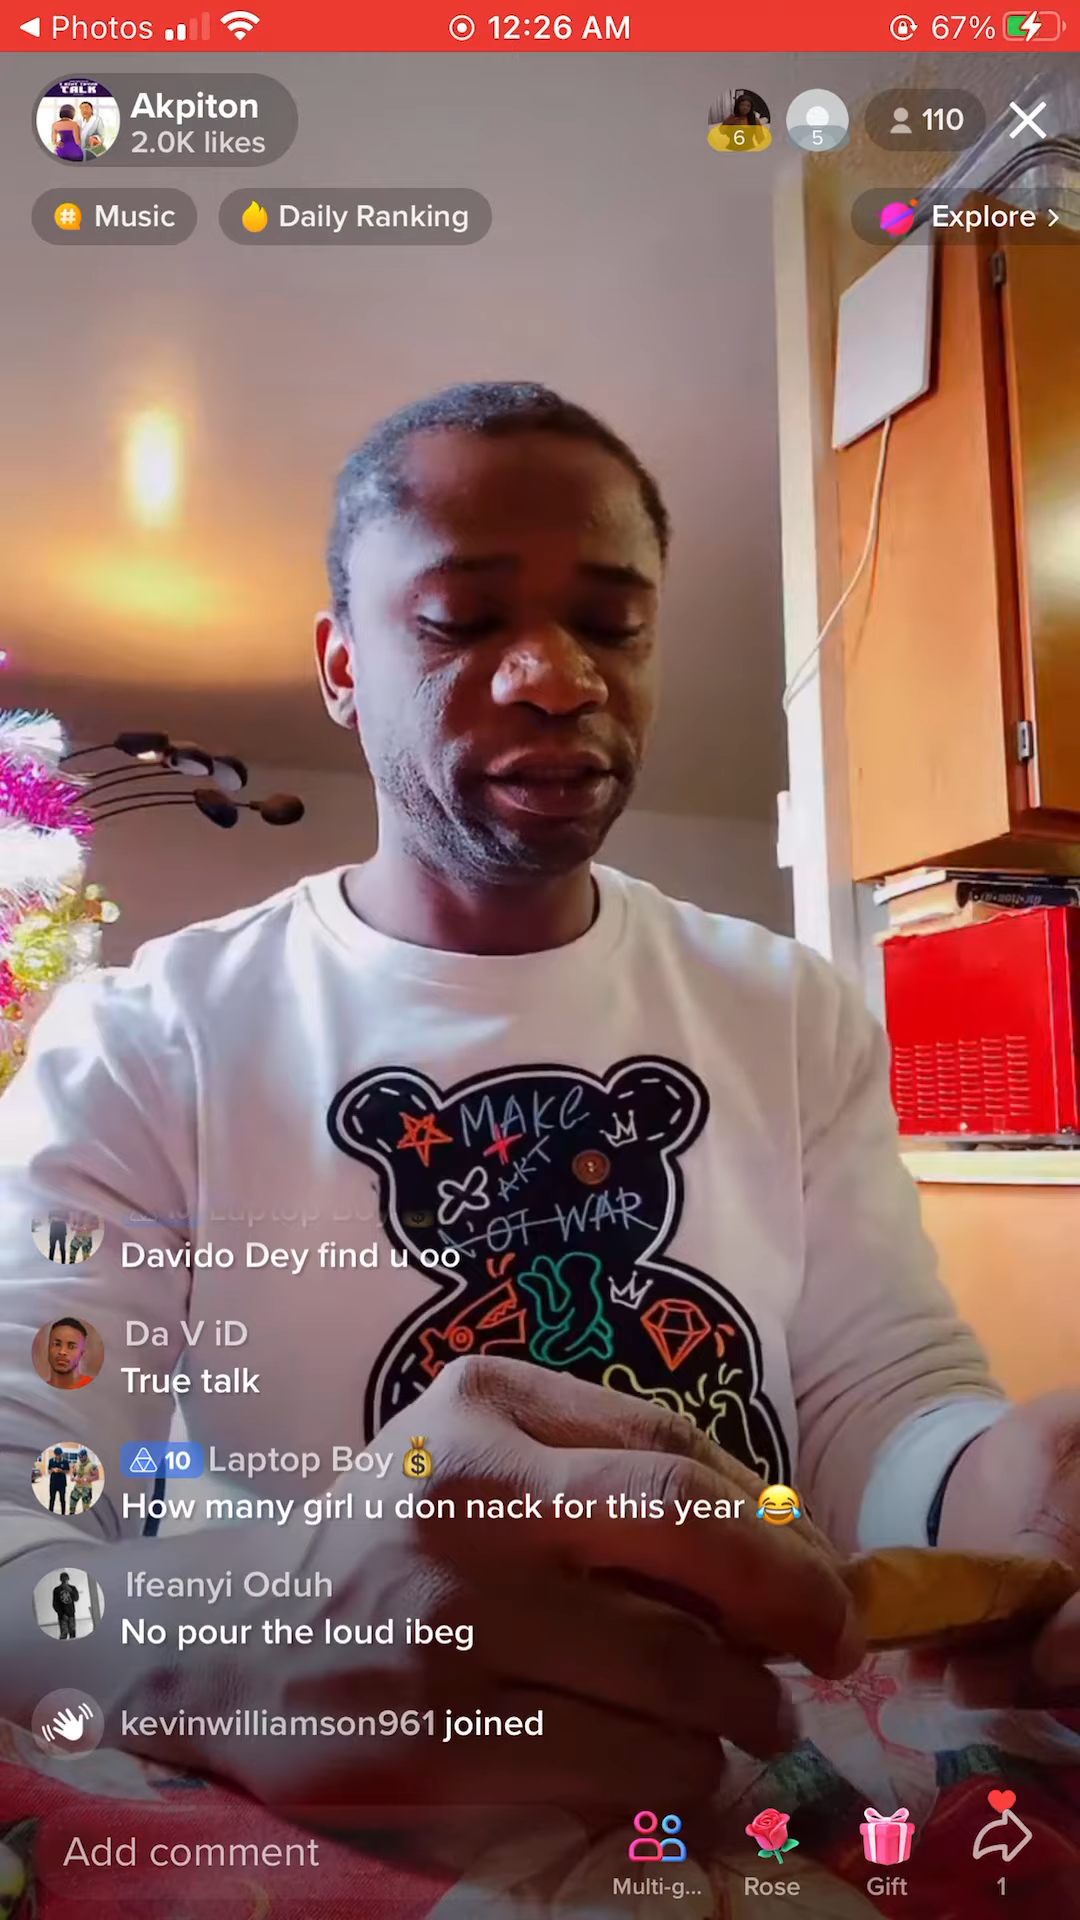 Photos
12:26 AM
67%
TALK
Akpiton
2.0K likes
6
5
110
Music
Daily Ranking
Explore >
MAKE
ART
NOT WAR
Davido Dey find u oo
Da V iD
True talk
10 Laptop Boy 💰
How many girl u don nack for this year 😂
Ifeanyi Oduh
No pour the loud ibeg
kevinwilliamson961 joined
Add comment
Multi-g...
Rose
Gift
1